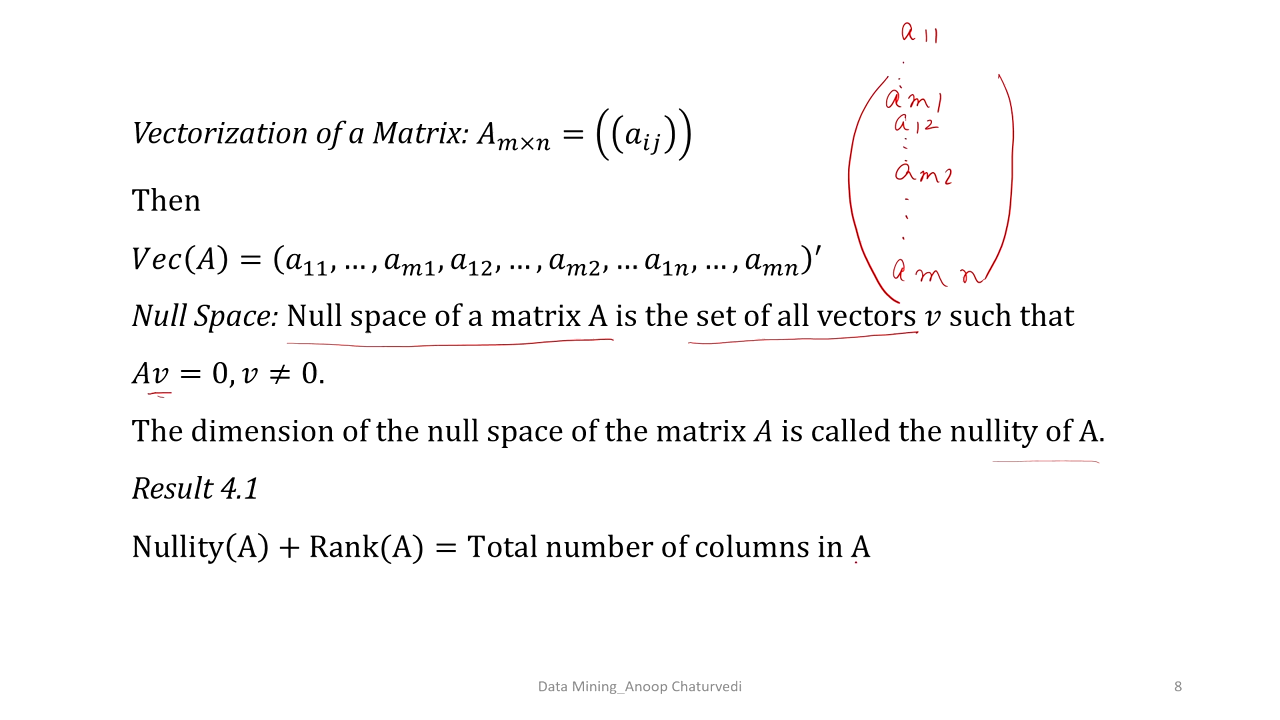 a11
.
.
am1
a12
:
am2
.
.
.
amn
Vectorization of a Matrix: Aₘₓₙ = ((aᵢⱼ))
Then
Vec(A) = (a₁₁, … , aₘ₁, a₁₂, … , aₘ₂, … a₁ₙ, … , aₘₙ)′
Null Space: Null space of a matrix A is the set of all vectors v such that
Av = 0, v ≠ 0.
The dimension of the null space of the matrix A is called the nullity of A.
Result 4.1
Nullity(A) + Rank(A) = Total number of columns in A
Data Mining_Anoop Chaturvedi
8